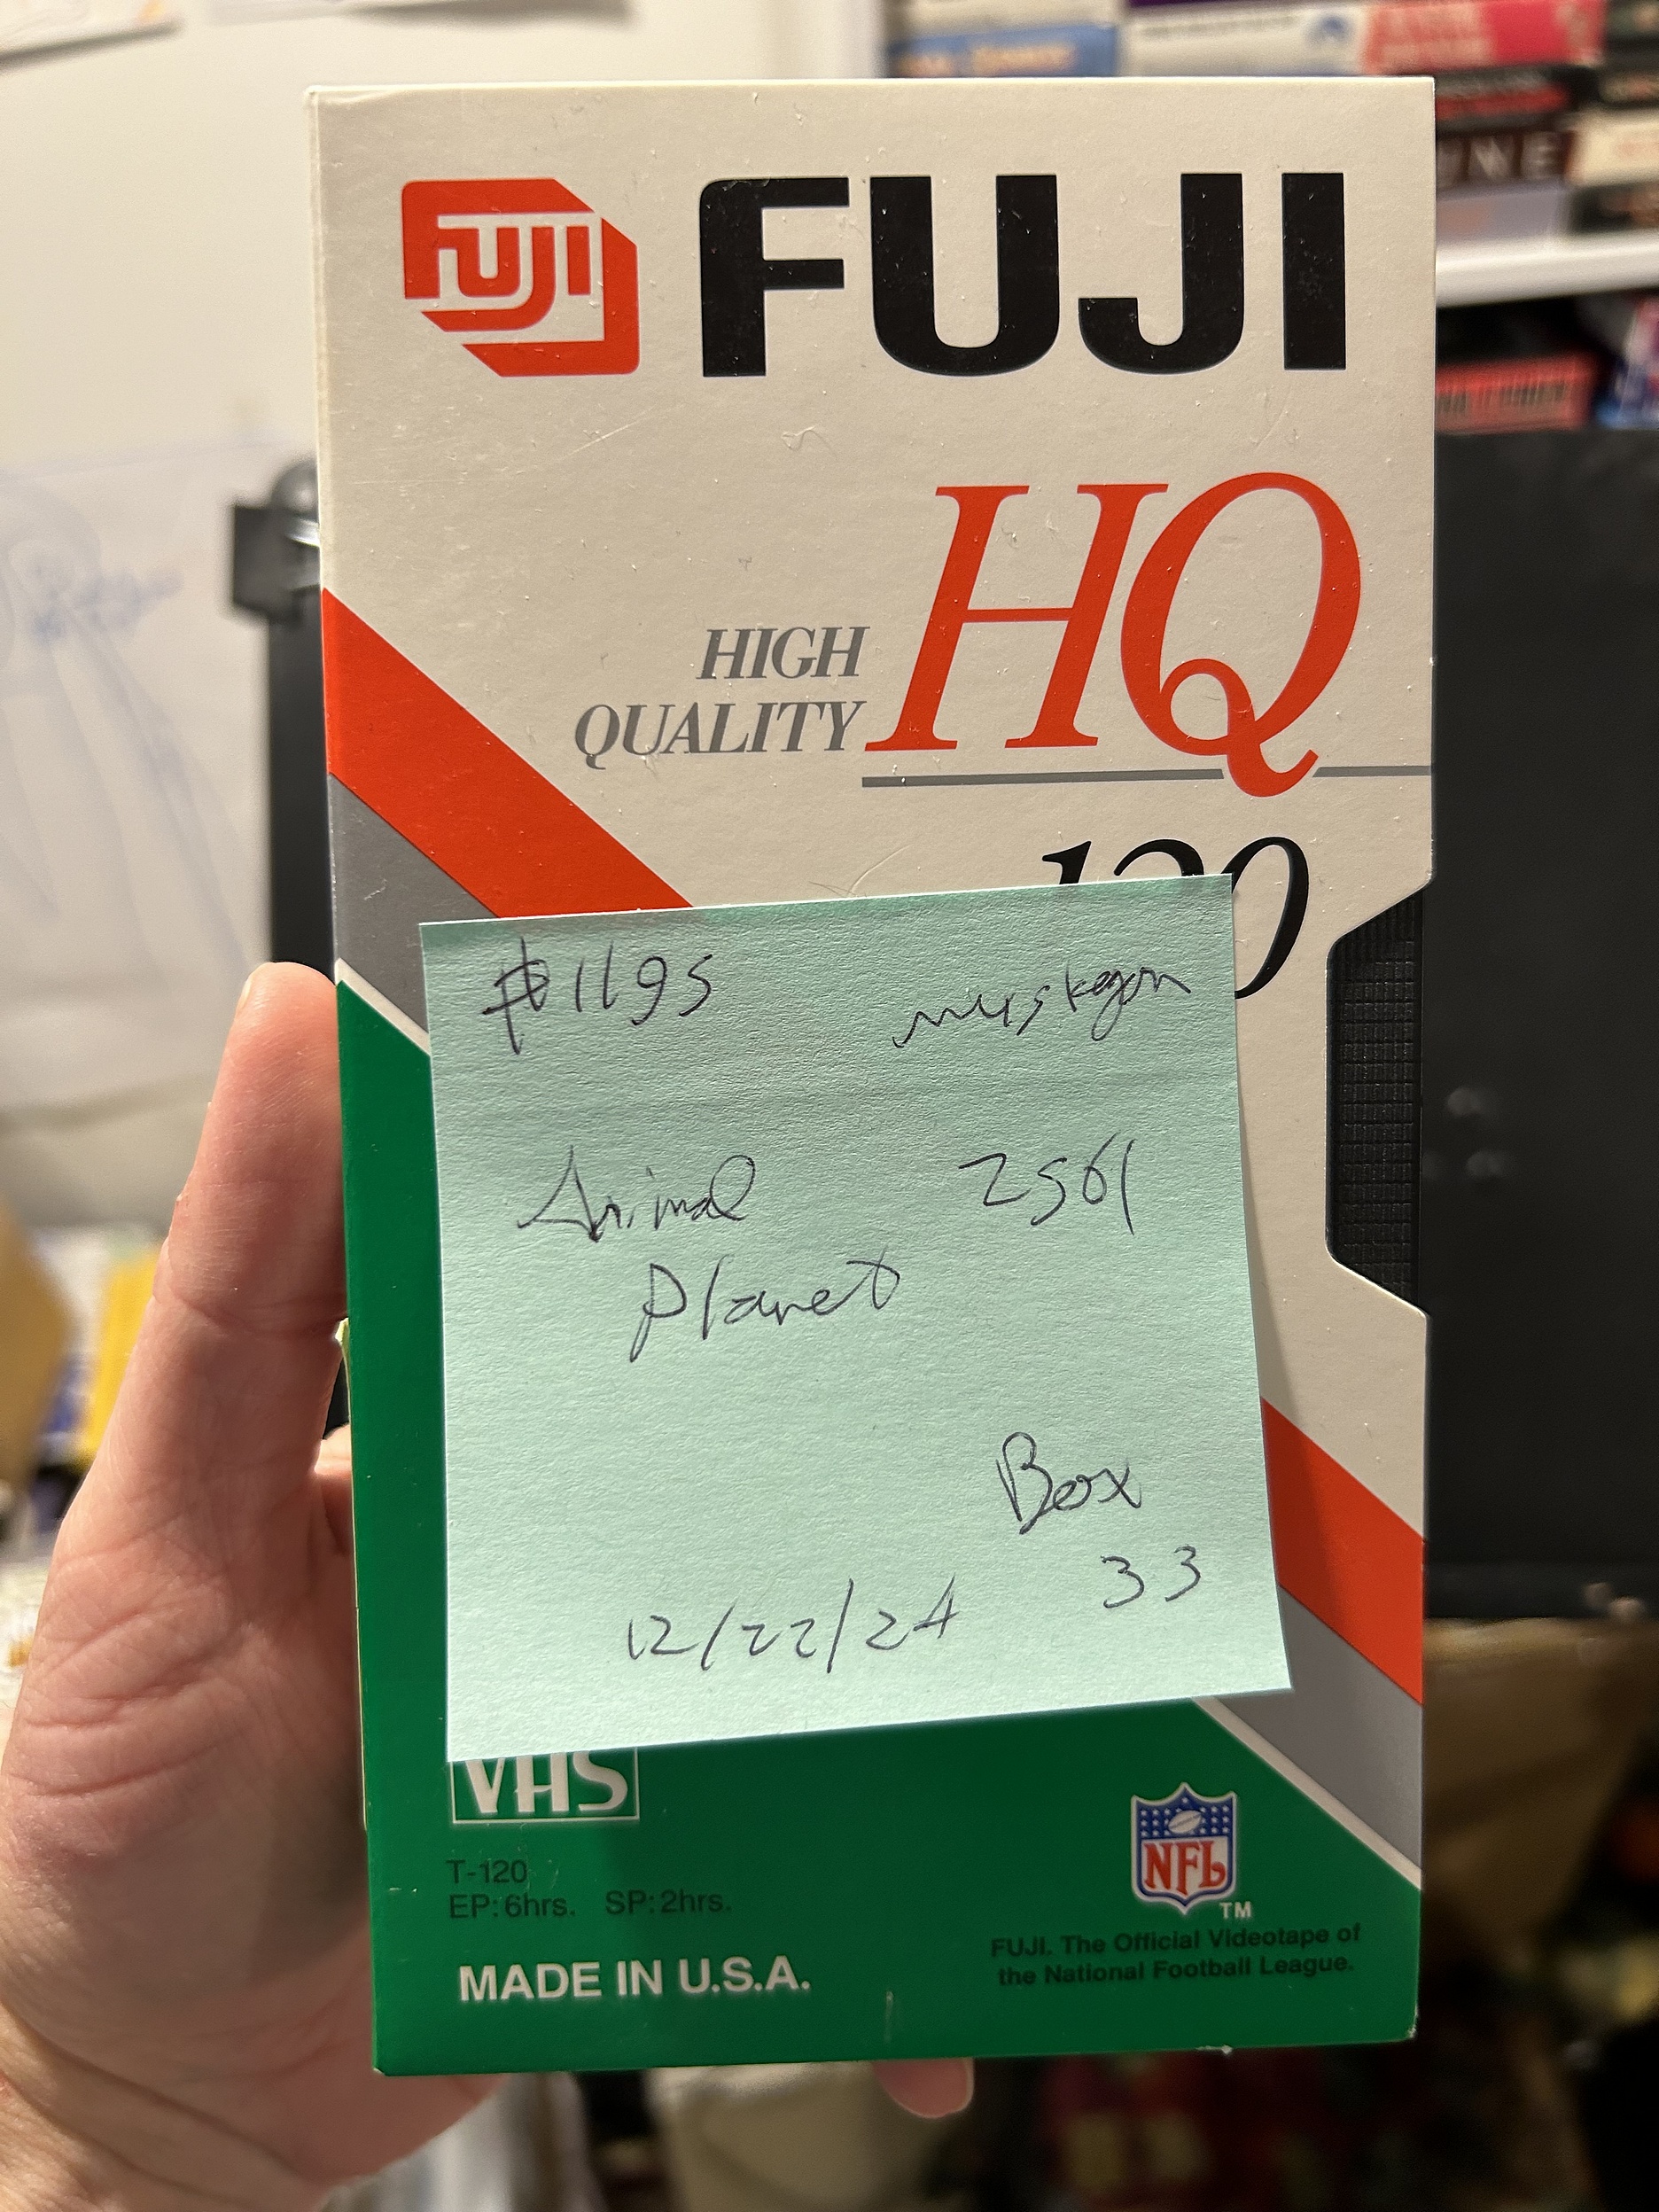 FUJI FUJI
HIGH QUALITY HQ
120
#1195 Muskegon
Animal 2561
Planet
Box
33
12/22/24
VHS
T-120
EP: 6hrs. SP: 2hrs.
MADE IN U.S.A.
NFL
TM
FUJI. The Official Videotape of
the National Football League.